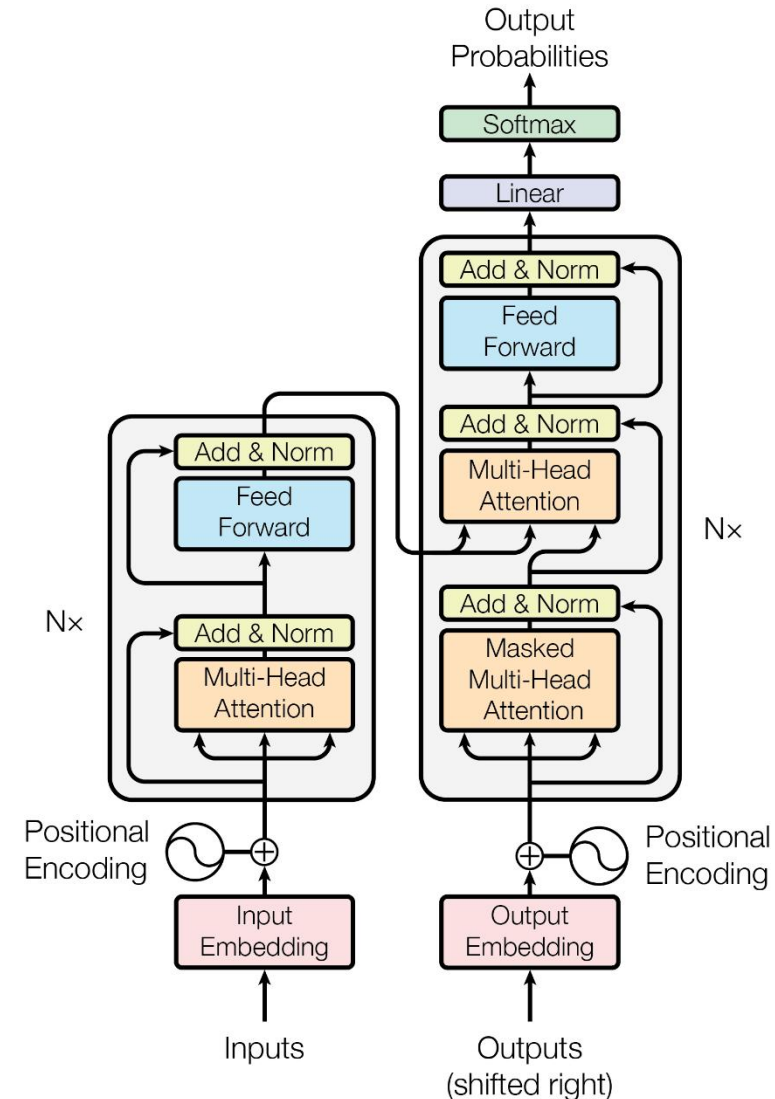 Output
Probabilities
Softmax
Linear
Add & Norm
Feed
Forward
Add & Norm
Multi-Head
Attention
Add & Norm
Masked
Multi-Head
Attention
N×
Add & Norm
Feed
Forward
Add & Norm
Multi-Head
Attention
N×
Positional
Encoding
Positional
Encoding
Input
Embedding
Output
Embedding
Inputs
Outputs
(shifted right)